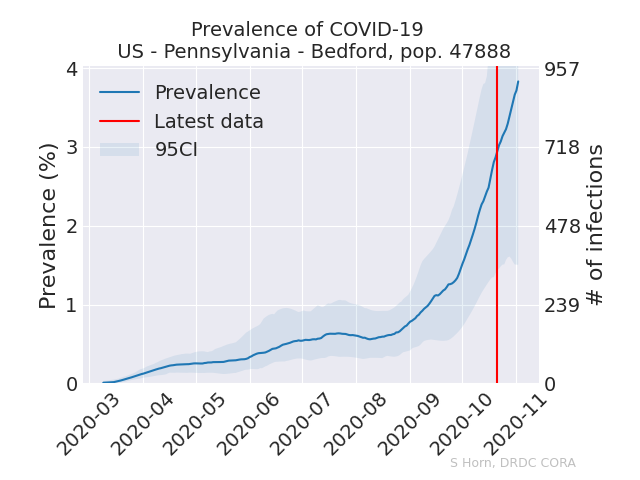 Prevalence of COVID-19
US - Pennsylvania - Bedford, pop. 47888
Prevalence
Latest data
95CI
Prevalence (%)
4
3
2
1
0
957
718
478
239
0
# of infections
2020-03
2020-04
2020-05
2020-06
2020-07
2020-08
2020-09
2020-10
2020-11
S Horn, DRDC CORA